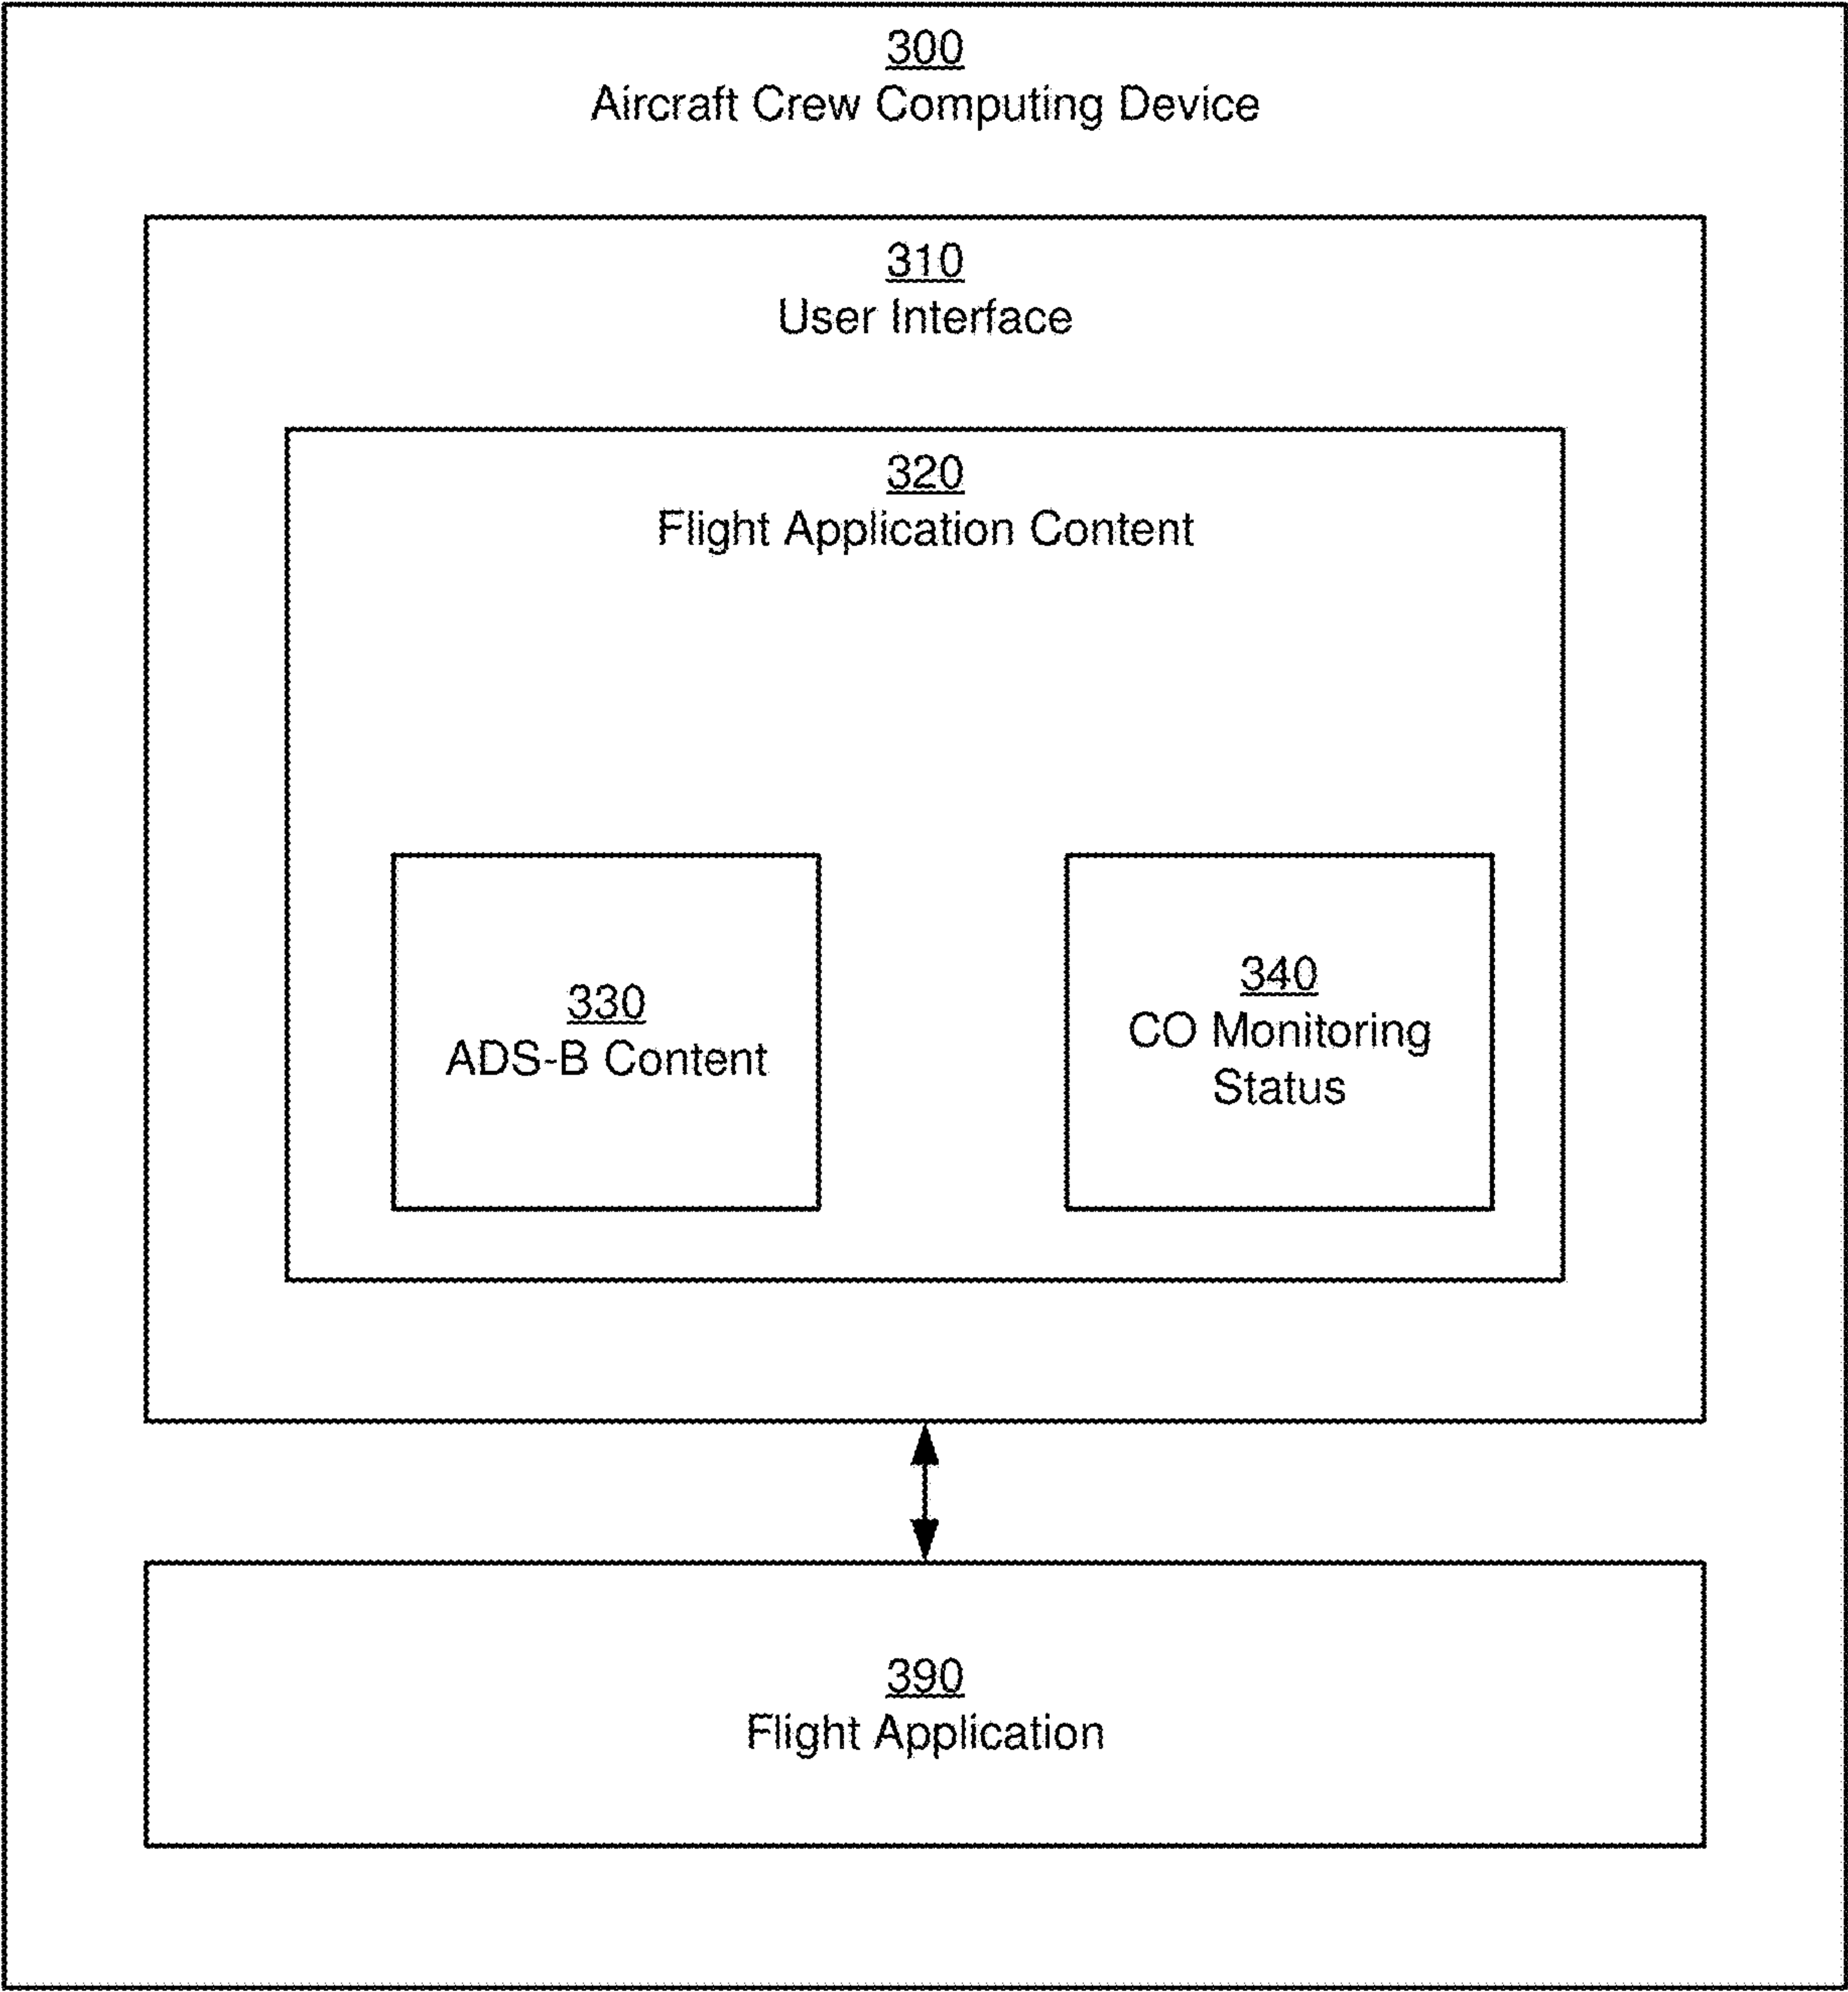 300
Aircraft Crew Computing Device
310
User Interface
320
Flight Application Content
330
ADS-B Content
340
CO Monitoring
Status
390
Flight Application